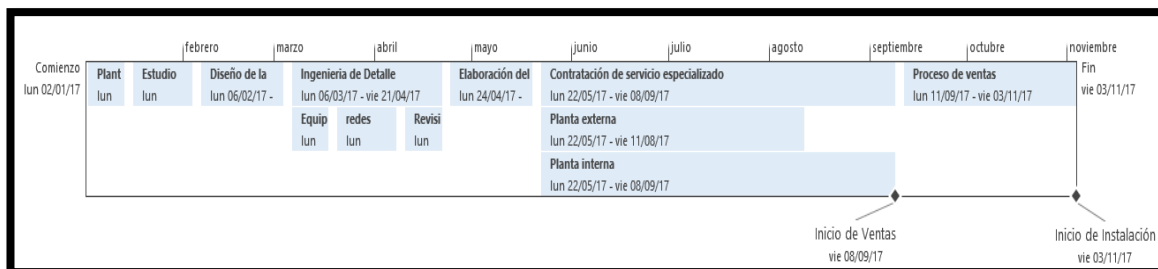 febrero marzo abril mayo junio julio agosto septiembre octubre noviembre
Comienzo
lun 02/01/17
Plant Estudio Diseño de la Ingenieria de Detalle Elaboración del Contratación de servicio especializado Proceso de ventas
lun lun lun 06/02/17 - lun 06/03/17 - vie 21/04/17 lun 24/04/17 - lun 22/05/17 - vie 08/09/17 lun 11/09/17 - vie 03/11/17
Fin
vie 03/11/17
Equip redes Revisi Planta externa
lun lun lun lun 22/05/17 - vie 11/08/17
Planta interna
lun 22/05/17 - vie 08/09/17
Inicio de Ventas Inicio de Instalación
vie 08/09/17 vie 03/11/17